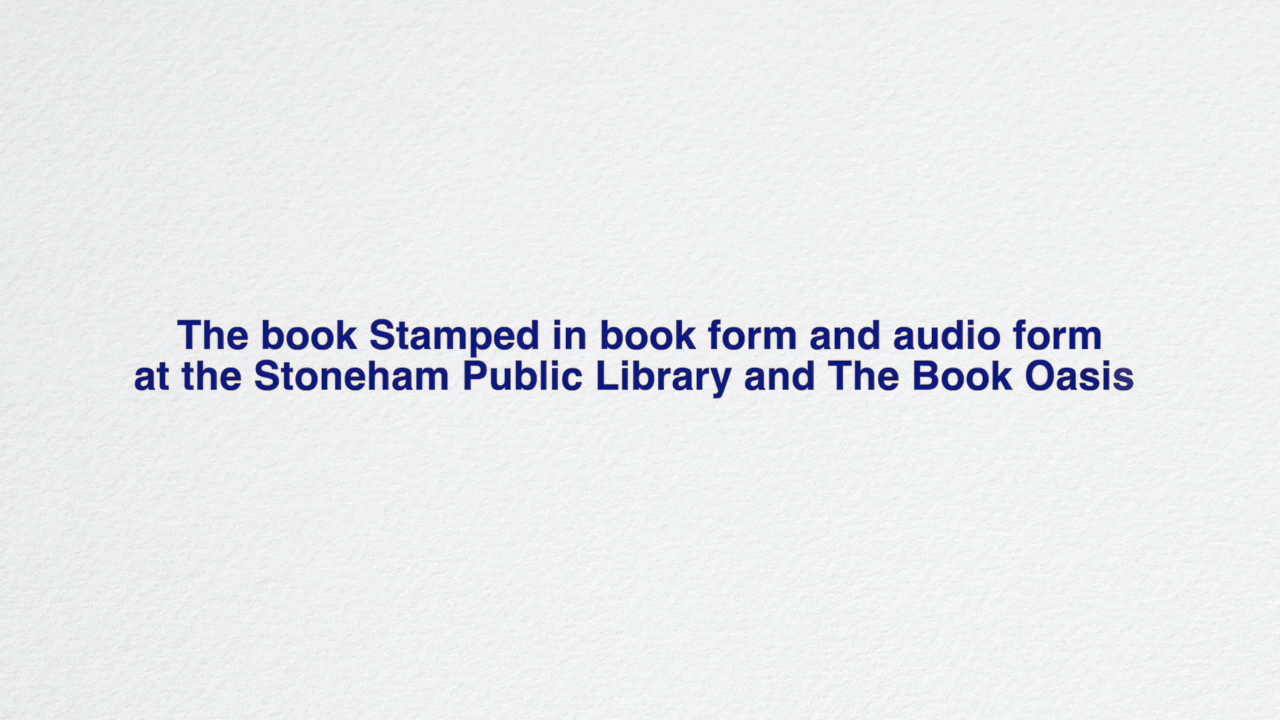 The book Stamped in book form and audio form
at the Stoneham Public Library and The Book Oasis